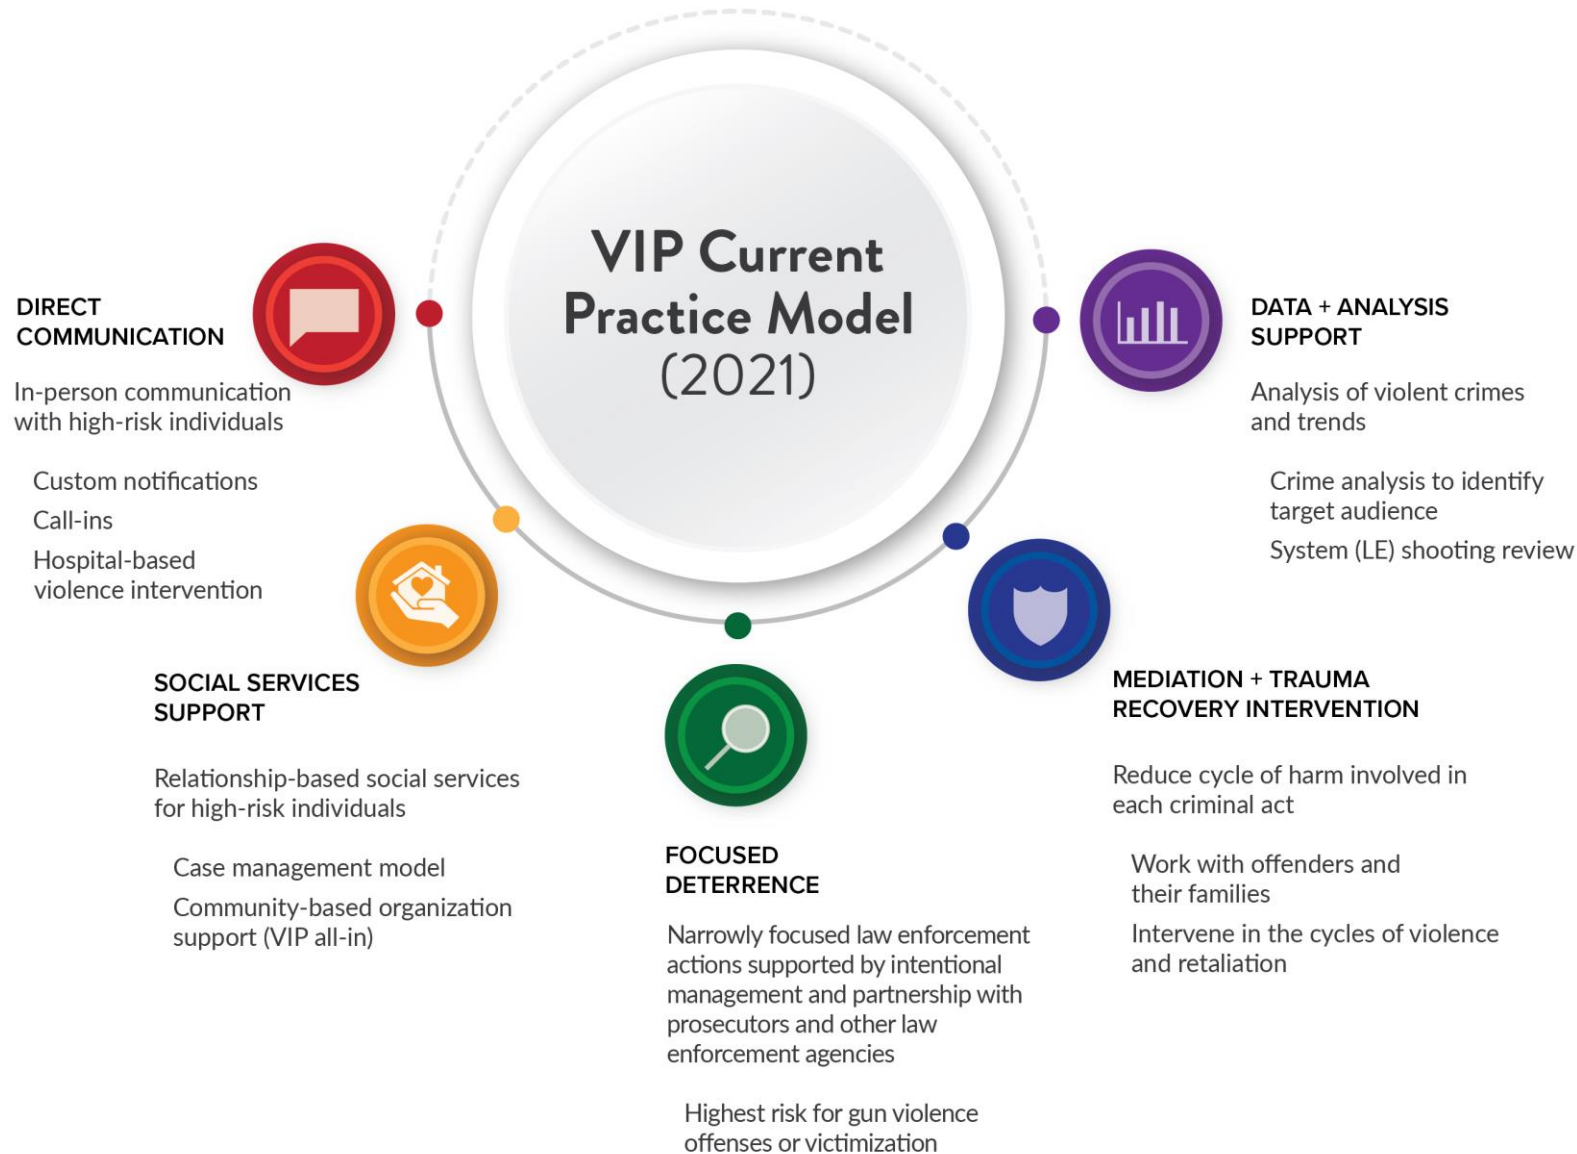 VIP Current
Practice Model
(2021)
DIRECT
COMMUNICATION
In-person communication
with high-risk individuals
Custom notifications
Call-ins
Hospital-based
violence intervention
SOCIAL SERVICES
SUPPORT
Relationship-based social services
for high-risk individuals
Case management model
Community-based organization
support (VIP all-in)
FOCUSED
DETERRENCE
Narrowly focused law enforcement
actions supported by intentional
management and partnership with
prosecutors and other law
enforcement agencies
Highest risk for gun violence
offenses or victimization
MEDIATION + TRAUMA
RECOVERY INTERVENTION
Reduce cycle of harm involved in
each criminal act
Work with offenders and
their families
Intervene in the cycles of violence
and retaliation
DATA + ANALYSIS
SUPPORT
Analysis of violent crimes
and trends
Crime analysis to identify
target audience
System (LE) shooting review